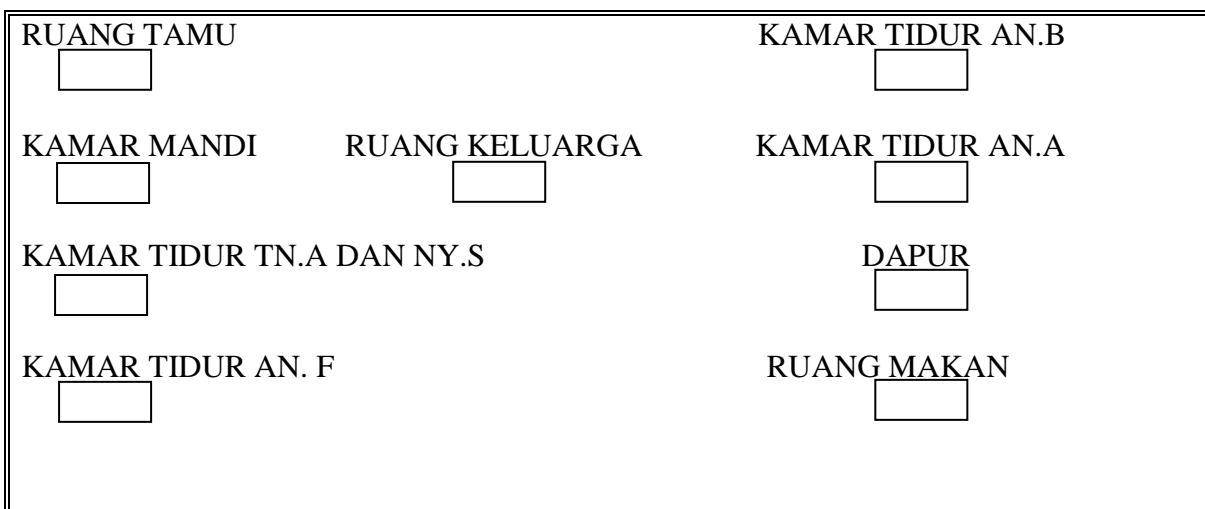 RUANG TAMU KAMAR TIDUR AN.B
KAMAR MANDI RUANG KELUARGA KAMAR TIDUR AN.A
KAMAR TIDUR TN.A DAN NY.S DAPUR
KAMAR TIDUR AN. F RUANG MAKAN